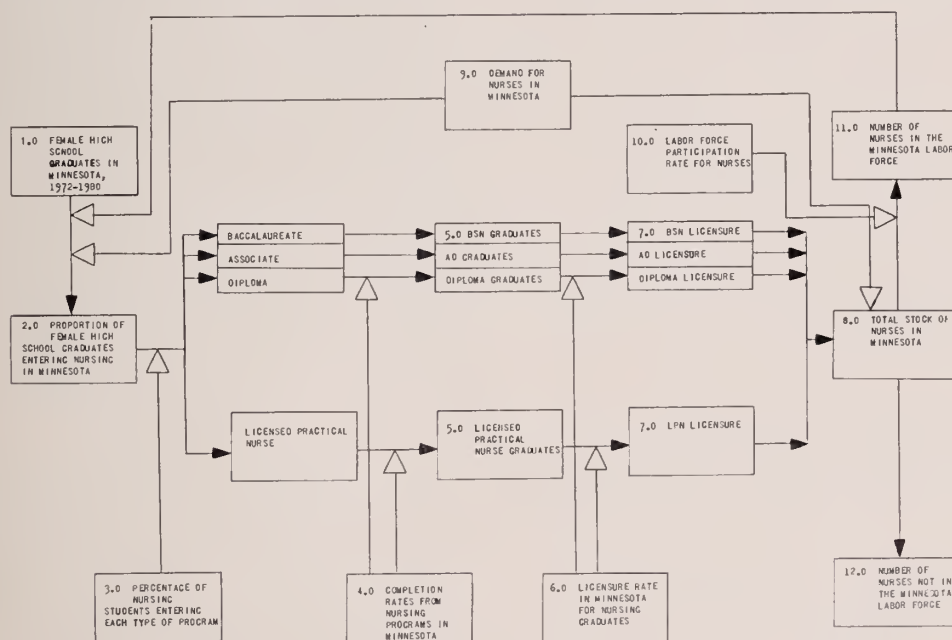 9.0 DEMAND FOR
NURSES IN
MINNESOTA
1.0 FEMALE HIGH
SCHOOL
GRADUATES IN
MINNESOTA,
1972-1980
10.0 LABOR FORCE
PARTICIPATION
RATE FOR NURSES
11.0 NUMBER OF
NURSES IN THE
MINNESOTA LABOR
FORCE
BACCALAUREATE
ASSOCIATE
DIPLOMA
5.0 BSN GRADUATES
AD GRADUATES
DIPLOMA GRADUATES
7.0 BSN LICENSURE
AD LICENSURE
DIPLOMA LICENSURE
2.0 PROPORTION OF
FEMALE HIGH
SCHOOL GRADUATES
ENTERING NURSING
IN MINNESOTA
8.0 TOTAL STOCK OF
NURSES IN
MINNESOTA
LICENSED PRACTICAL
NURSE
5.0 LICENSED
PRACTICAL
NURSE GRADUATES
7.0 LPN LICENSURE
3.0 PERCENTAGE OF
NURSING
STUDENTS ENTERING
EACH TYPE OF PROGRAM
4.0 COMPLETION
RATES FROM
NURSING
PROGRAMS IN
MINNESOTA
6.0 LICENSURE RATE
IN MINNESOTA
FOR NURSING
GRADUATES
12.0 NUMBER OF
NURSES NOT IN
THE MINNESOTA
LABOR FORCE